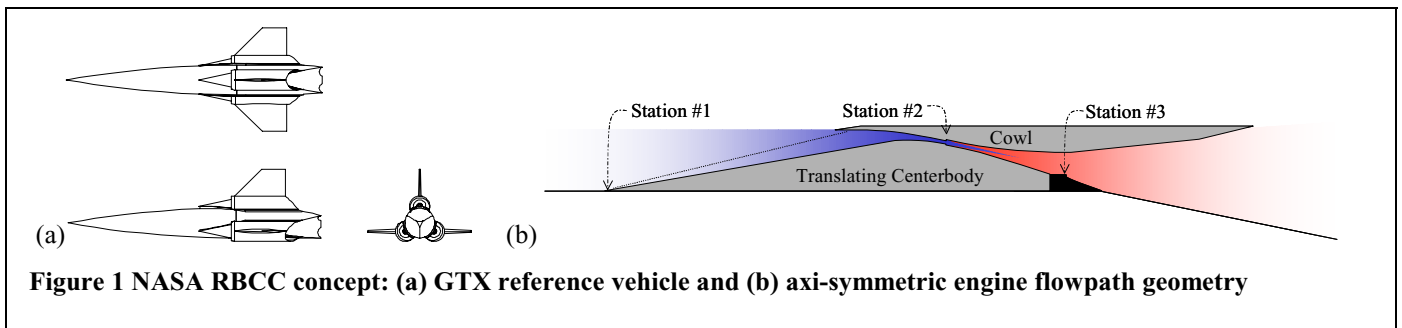 Station #1
Station #2
Station #3
Cowl
Translating Centerbody
(a)
(b)
Figure 1 NASA RBCC concept: (a) GTX reference vehicle and (b) axi-symmetric engine flowpath geometry